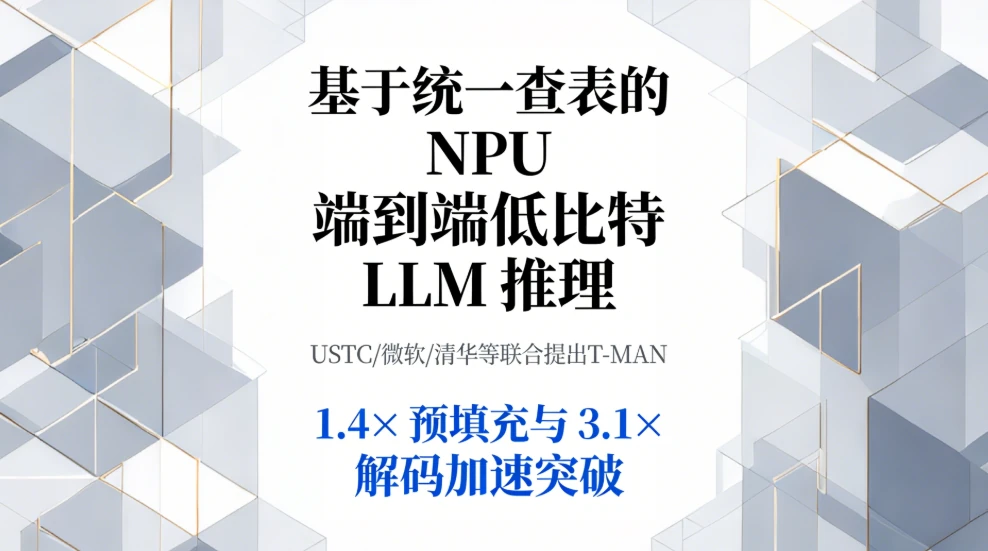 基于统一查表的
NPU
端到端低比特
LLM 推理
USTC/微软/清华等联合提出T-MAN
1.4× 预填充与 3.1×
解码加速突破